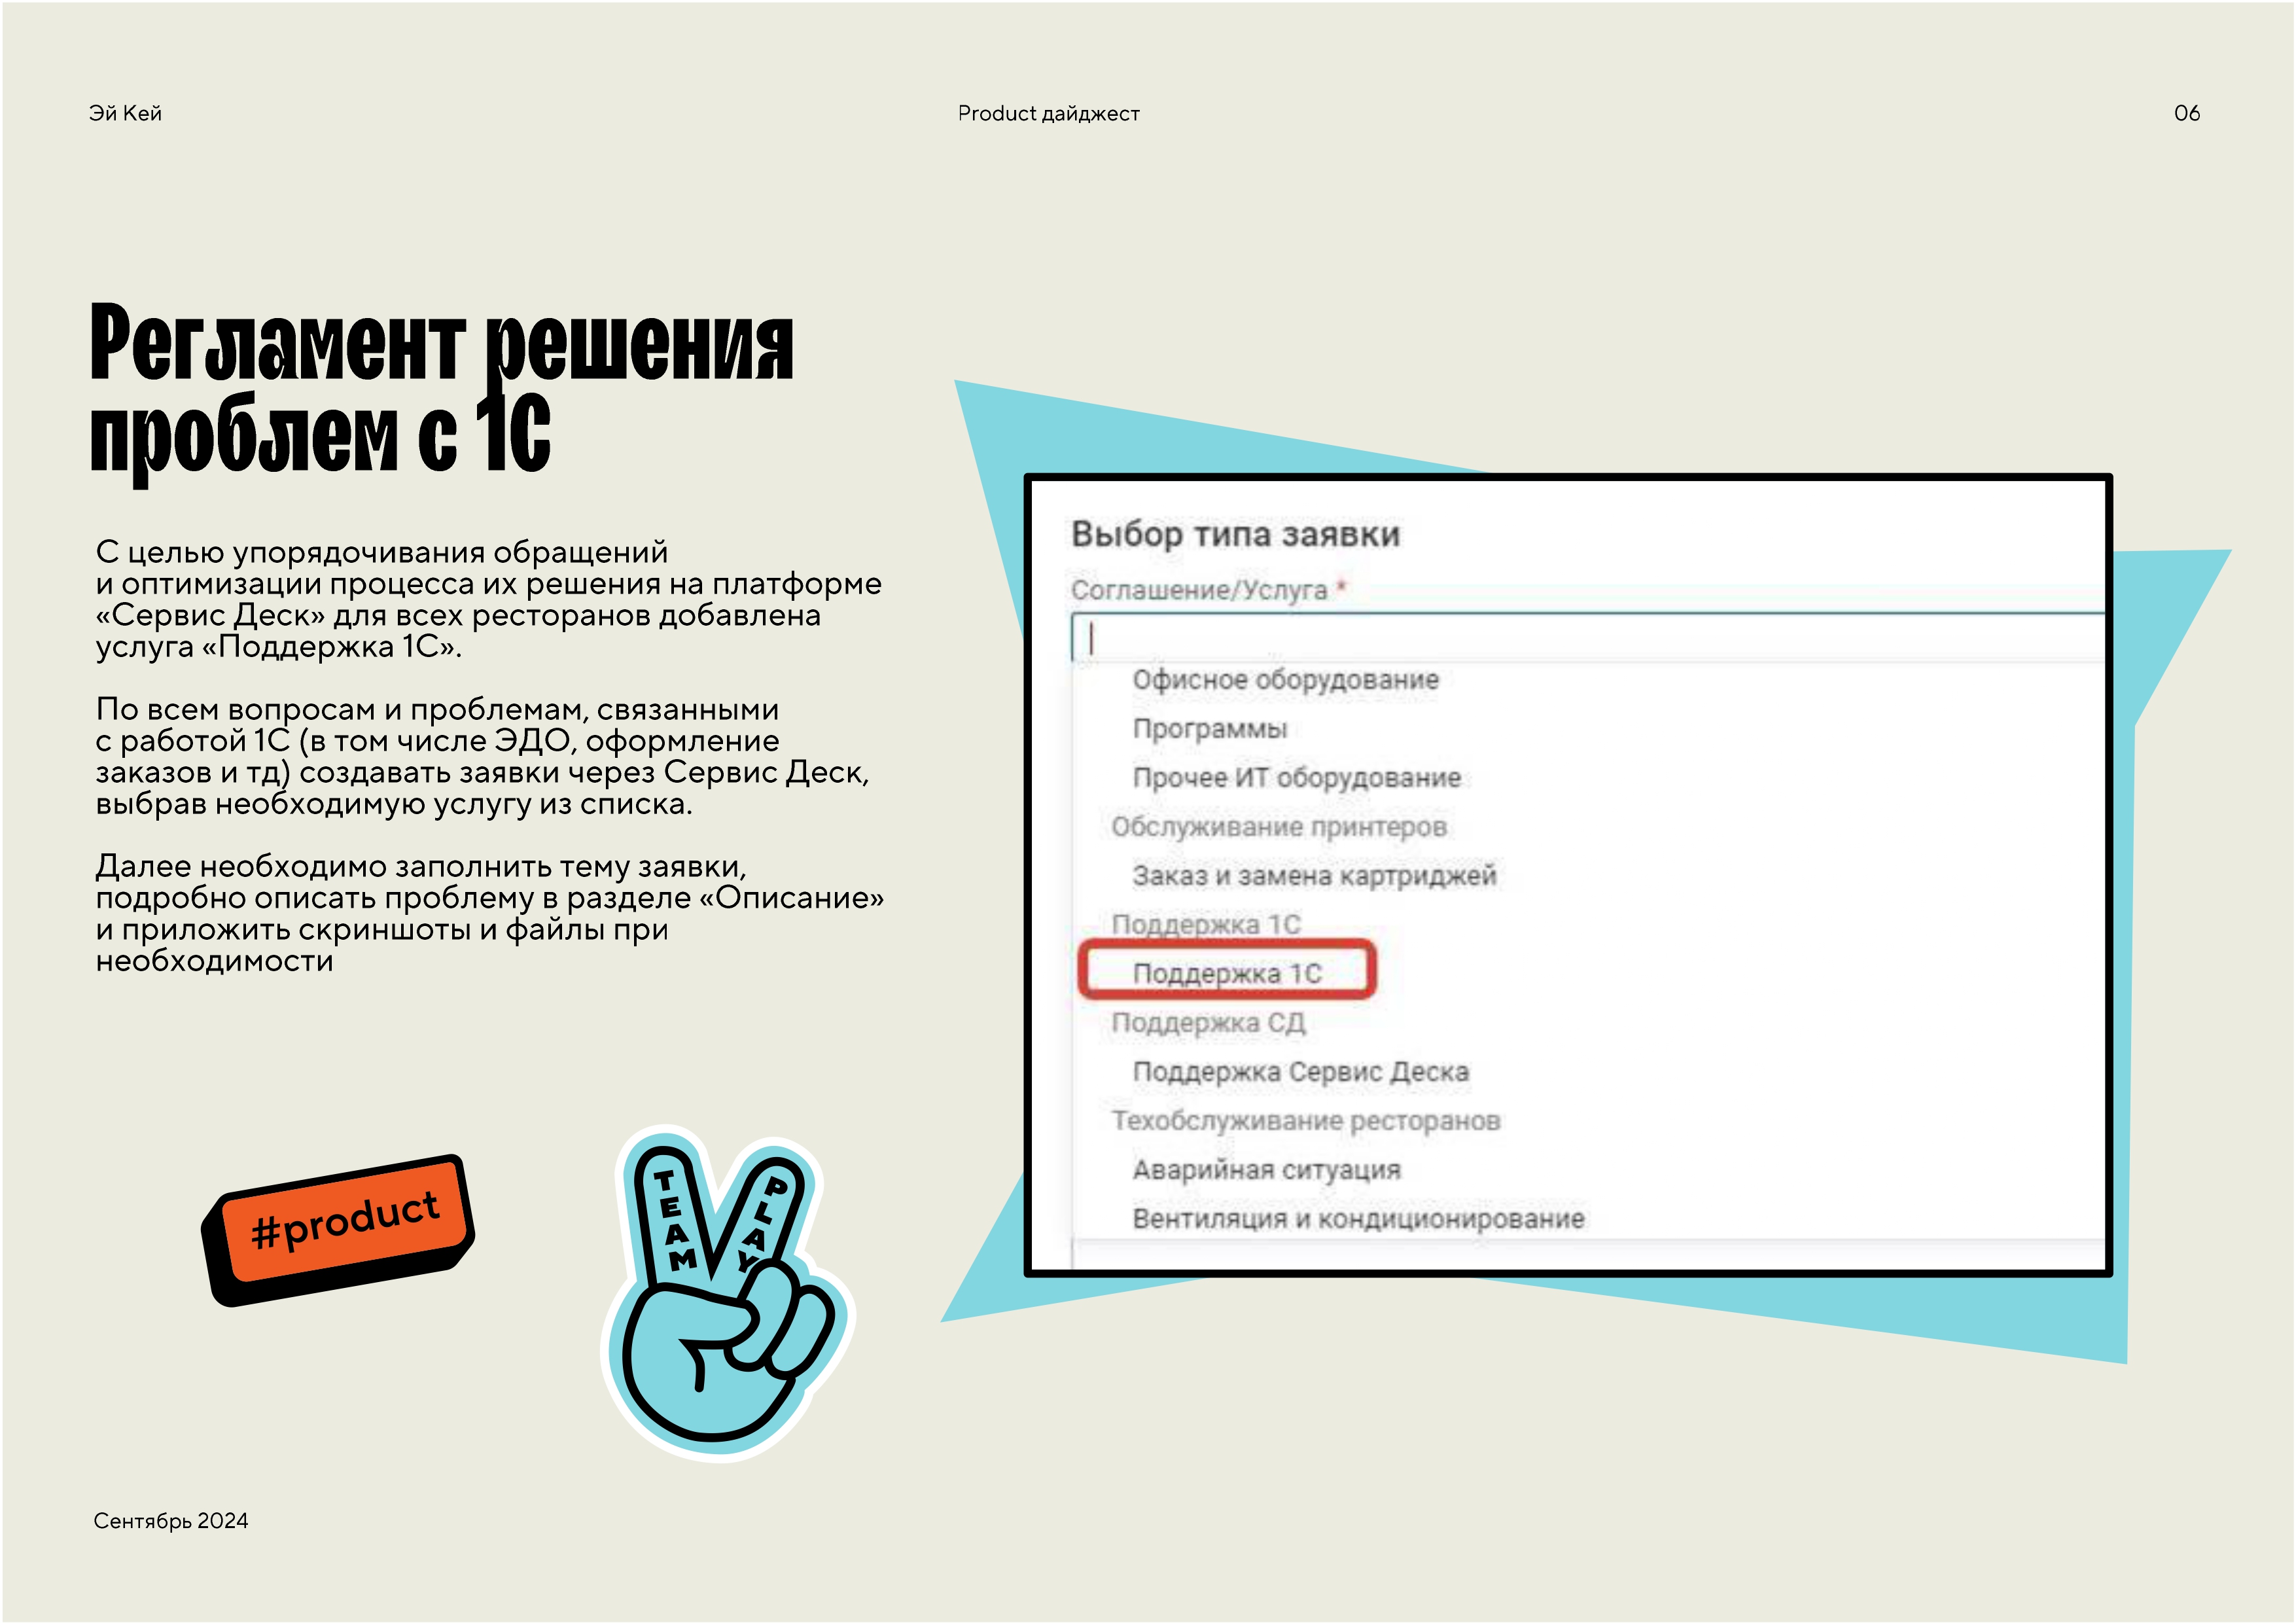 Эй Кей
Product дайджест
06
Регламент решения
проблем с 1С
С целью упорядочивания обращений
и оптимизации процесса их решения на платформе
«Сервис Деск» для всех ресторанов добавлена
услуга «Поддержка 1С».
По всем вопросам и проблемам, связанными
с работой 1С (в том числе ЭДО, оформление
заказов и тд) создавать заявки через Сервис Деск,
выбрав необходимую услугу из списка.
Далее необходимо заполнить тему заявки,
подробно описать проблему в разделе «Описание»
и приложить скриншоты и файлы при
необходимости
Выбор типа заявки
Соглашение/Услуга *
Офисное оборудование
Программы
Прочее ИТ оборудование
Обслуживание принтеров
Заказ и замена картриджей
Поддержка 1С
Поддержка 1С
Поддержка СД
Поддержка Сервис Деска
Техобслуживание ресторанов
Аварийная ситуация
Вентиляция и кондиционирование
#product
TEAM
PLAY
Сентябрь 2024